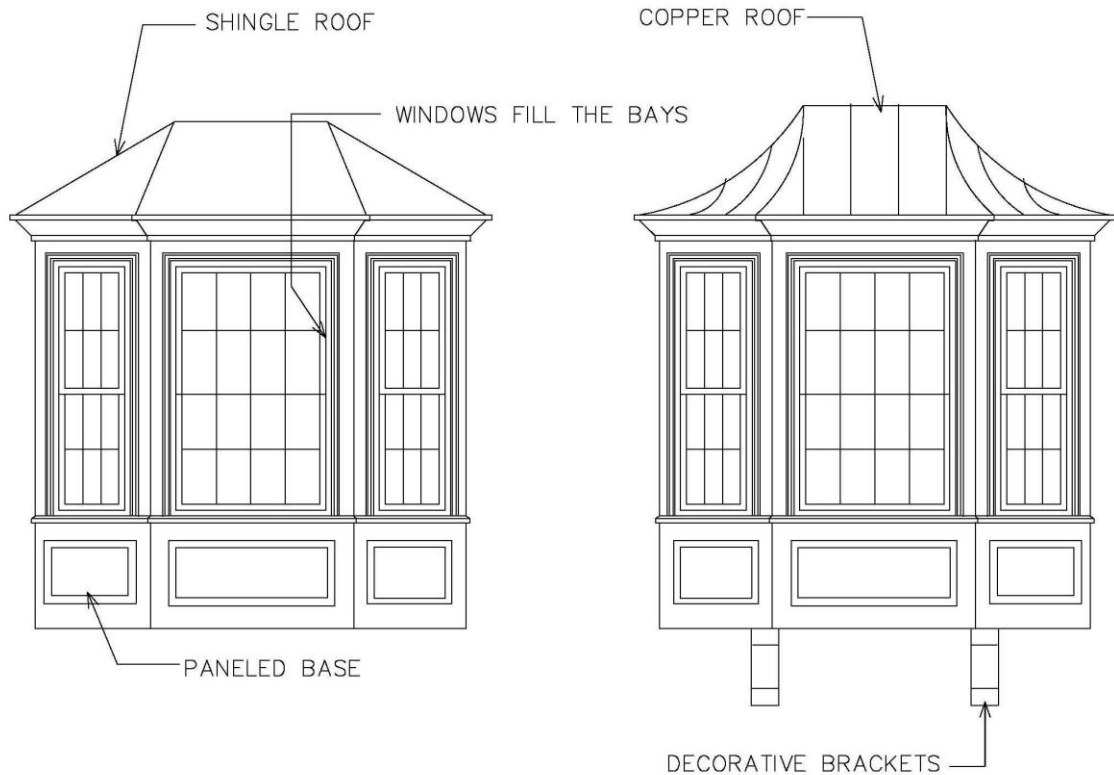 SHINGLE ROOF
COPPER ROOF
WINDOWS FILL THE BAYS
PANELED BASE
DECORATIVE BRACKETS